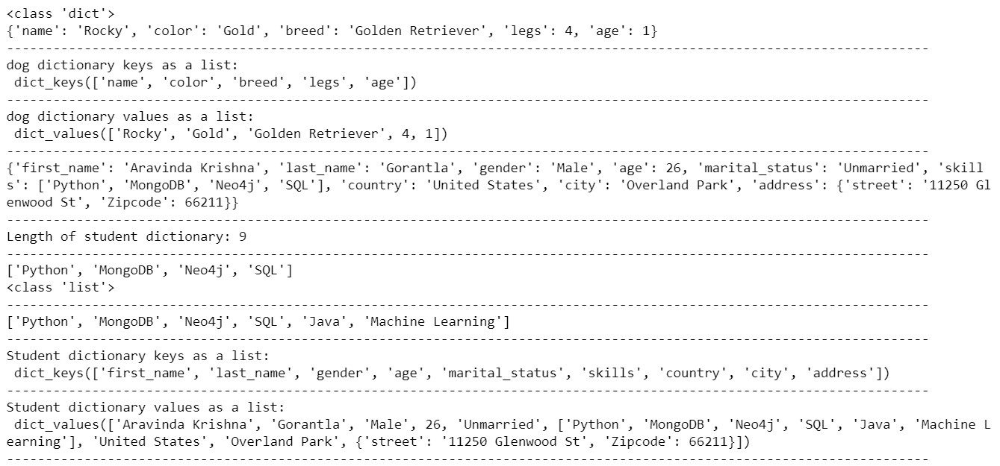 <class 'dict'>
{'name': 'Rocky', 'color': 'Gold', 'breed': 'Golden Retriever', 'legs': 4, 'age': 1}
-----------------------------------------------------------------------------------------------------------------------
dog dictionary keys as a list:
 dict_keys(['name', 'color', 'breed', 'legs', 'age'])
-----------------------------------------------------------------------------------------------------------------------
dog dictionary values as a list:
 dict_values(['Rocky', 'Gold', 'Golden Retriever', 4, 1])
-----------------------------------------------------------------------------------------------------------------------
{'first_name': 'Aravinda Krishna', 'last_name': 'Gorantla', 'gender': 'Male', 'age': 26, 'marital_status': 'Unmarried', 'skill
s': ['Python', 'MongoDB', 'Neo4j', 'SQL'], 'country': 'United States', 'city': 'Overland Park', 'address': {'street': '11250 Gl
enwood St', 'Zipcode': 66211}}
-----------------------------------------------------------------------------------------------------------------------
Length of student dictionary: 9
-----------------------------------------------------------------------------------------------------------------------
['Python', 'MongoDB', 'Neo4j', 'SQL']
<class 'list'>
-----------------------------------------------------------------------------------------------------------------------
['Python', 'MongoDB', 'Neo4j', 'SQL', 'Java', 'Machine Learning']
-----------------------------------------------------------------------------------------------------------------------
Student dictionary keys as a list:
 dict_keys(['first_name', 'last_name', 'gender', 'age', 'marital_status', 'skills', 'country', 'city', 'address'])
-----------------------------------------------------------------------------------------------------------------------
Student dictionary values as a list:
 dict_values(['Aravinda Krishna', 'Gorantla', 'Male', 26, 'Unmarried', ['Python', 'MongoDB', 'Neo4j', 'SQL', 'Java', 'Machine L
earning'], 'United States', 'Overland Park', {'street': '11250 Glenwood St', 'Zipcode': 66211}])
-----------------------------------------------------------------------------------------------------------------------